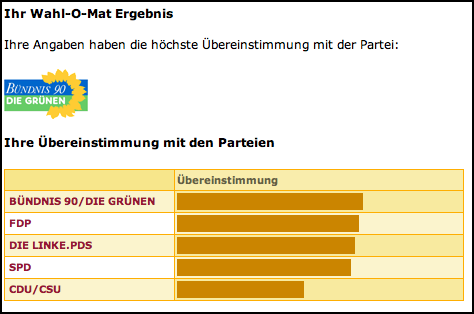 Ihr Wahl-O-Mat Ergebnis
Ihre Angaben haben die höchste Übereinstimmung mit der Partei:
BÜNDNIS 90
DIE GRÜNEN
Ihre Übereinstimmung mit den Parteien
Übereinstimmung
BÜNDNIS 90/DIE GRÜNEN
FDP
DIE LINKE.PDS
SPD
CDU/CSU